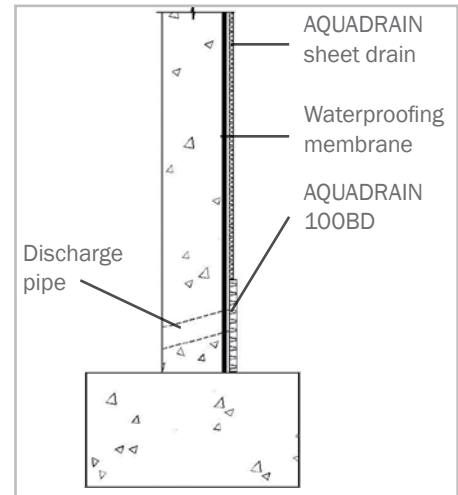 AQUADRAIN
sheet drain
Waterproofing
membrane
AQUADRAIN
100BD
Discharge
pipe